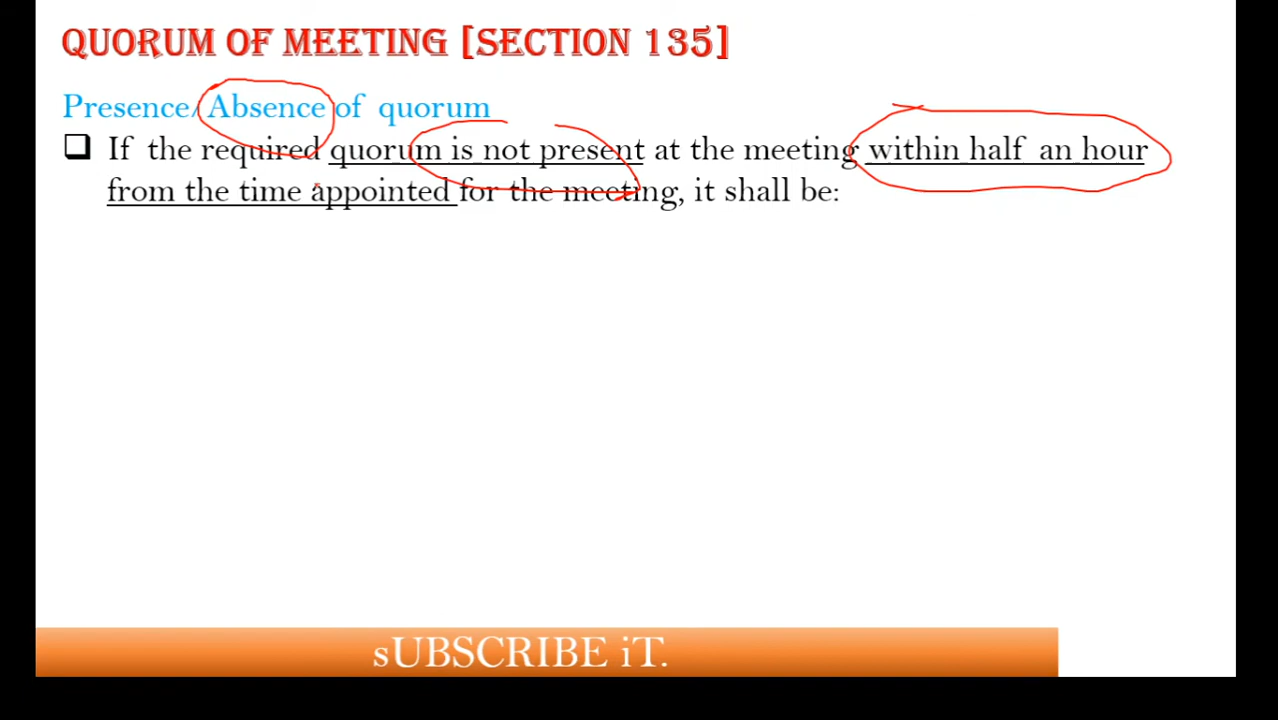 QUORUM OF MEETING [SECTION 135]
Presence/Absence of quorum
If the required quorum is not present at the meeting within half an hour
from the time appointed for the meeting, it shall be:
sUBSCRIBE iT.